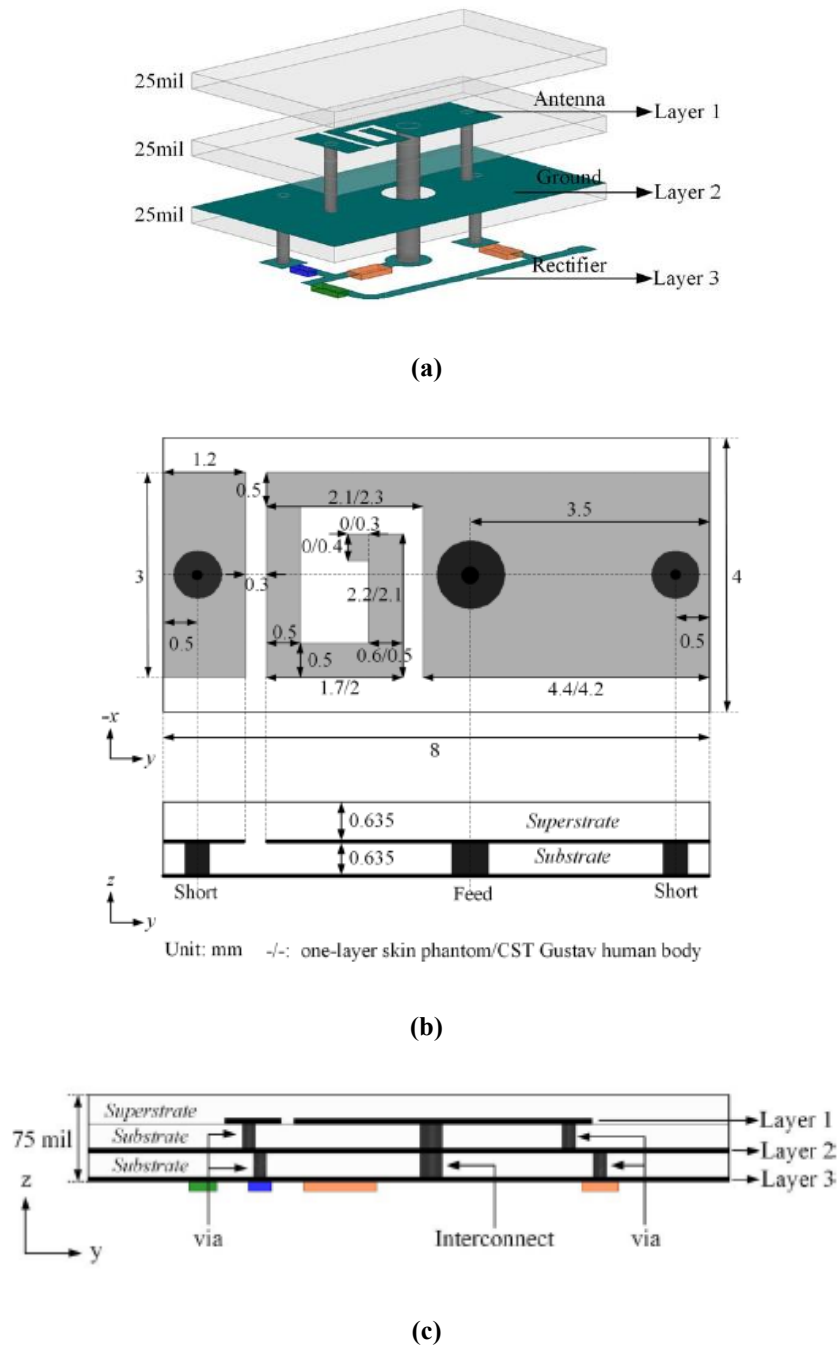 25mil
Antenna
Layer 1
25mil
Ground
Layer 2
25mil
Rectifier
Layer 3
(a)
1.2
0.5
2.1/2.3
3.5
0/0.3
0/0.4
3
0.3
4
2.2/2.1
0.5
0.5
0.5
0.6/0.5
0.5
1.7/2
4.4/4.2
-x
y
8
0.635
Superstrate
0.635
Substrate
z
Short
Feed
Short
y
Unit: mm -/-: one-layer skin phantom/CST Gustav human body
(b)
Superstrate
Layer 1
75 mil
Substrate
Layer 2
Substrate
Layer 3
z
via
Interconnect
via
y
(c)